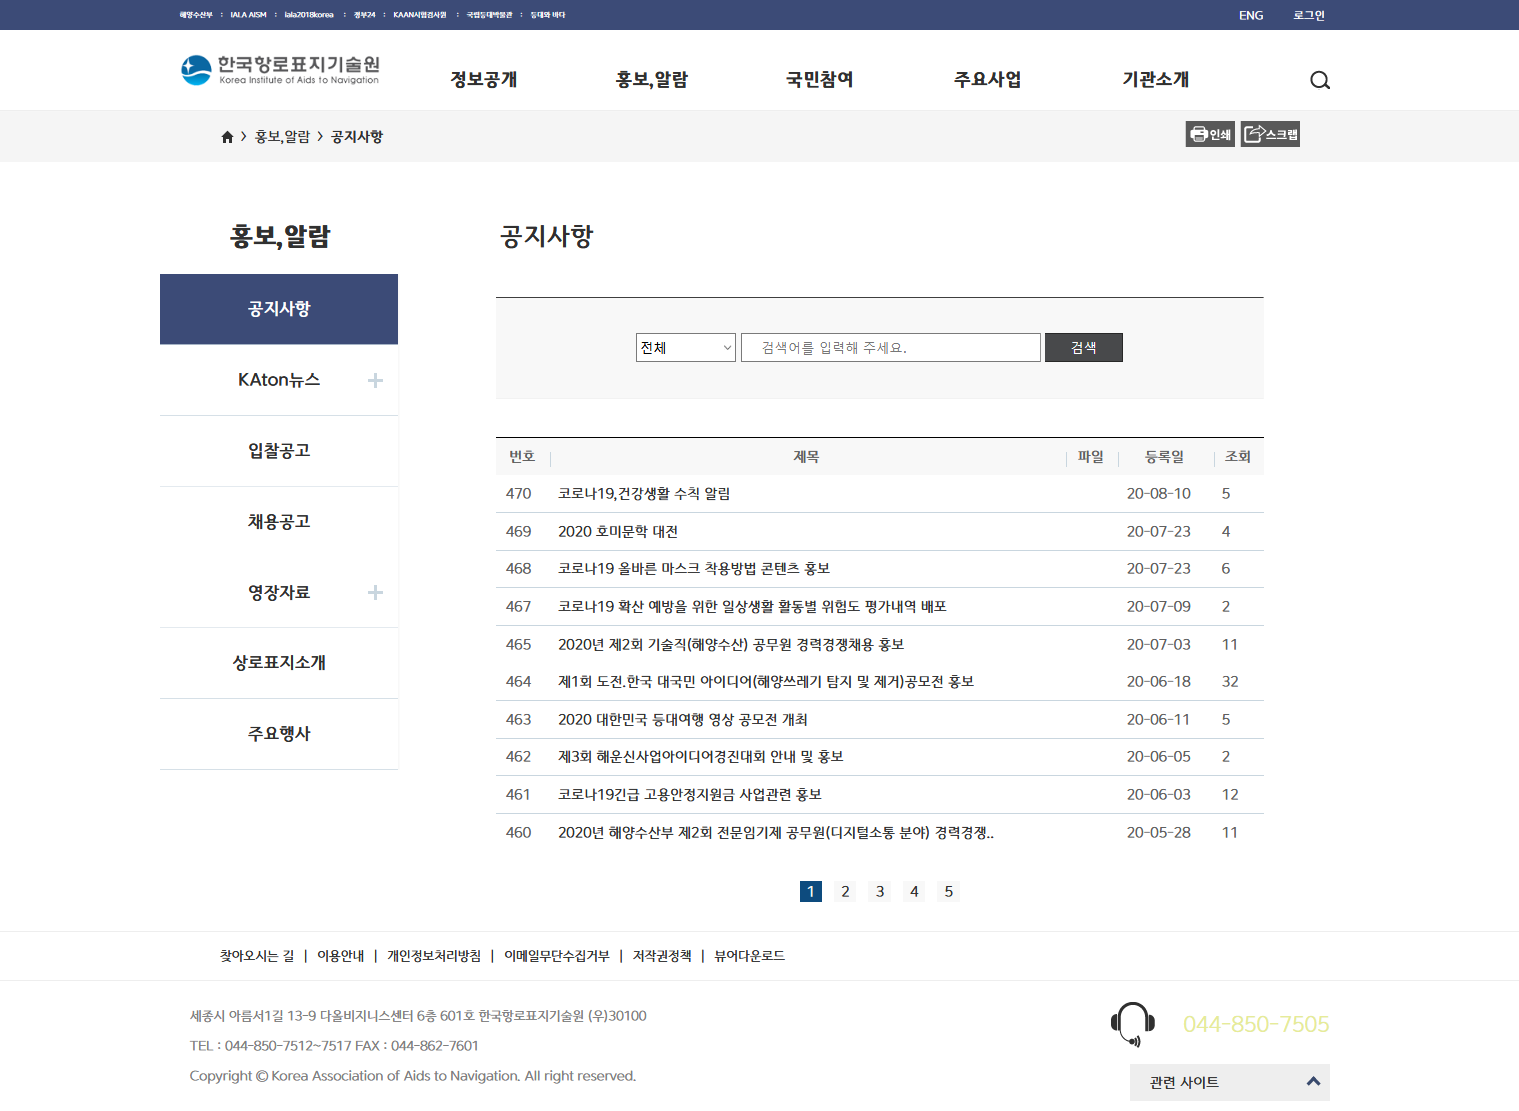 해양수산부 : IALA AISM : iala2018korea : 정부24 : KAAN시험검사원 : 국립등대박물관 : 등대와 바다 ENG 로그인
한국항로표지기술원
Korea Institute of Aids to Navigation
정보공개 홍보,알람 국민참여 주요사업 기관소개
> 홍보,알람 > 공지사항 인쇄 스크랩
홍보,알람
공지사항
KAton뉴스
입찰공고
채용공고
영장자료
상로표지소개
주요행사
공지사항
전체 검색어를 입력해 주세요. 검색
번호 제목 파일 등록일 조회
470 코로나19,건강생활 수칙 알림 20-08-10 5
469 2020 호미문학 대전 20-07-23 4
468 코로나19 올바른 마스크 착용방법 콘텐츠 홍보 20-07-23 6
467 코로나19 확산 예방을 위한 일상생활 활동별 위험도 평가내역 배포 20-07-09 2
465 2020년 제2회 기술직(해양수산) 공무원 경력경쟁채용 홍보 20-07-03 11
464 제1회 도전.한국 대국민 아이디어(해양쓰레기 탐지 및 제거)공모전 홍보 20-06-18 32
463 2020 대한민국 등대여행 영상 공모전 개최 20-06-11 5
462 제3회 해운신사업아이디어경진대회 안내 및 홍보 20-06-05 2
461 코로나19긴급 고용안정지원금 사업관련 홍보 20-06-03 12
460 2020년 해양수산부 제2회 전문임기제 공무원(디지털소통 분야) 경력경쟁.. 20-05-28 11
1 2 3 4 5
찾아오시는 길 | 이용안내 | 개인정보처리방침 | 이메일무단수집거부 | 저작권정책 | 뷰어다운로드
세종시 아름서1길 13-9 다올비지니스센터 6층 601호 한국항로표지기술원 (우)30100
TEL : 044-850-7512~7517 FAX : 044-862-7601
Copyright © Korea Association of Aids to Navigation. All right reserved.
044-850-7505
관련 사이트